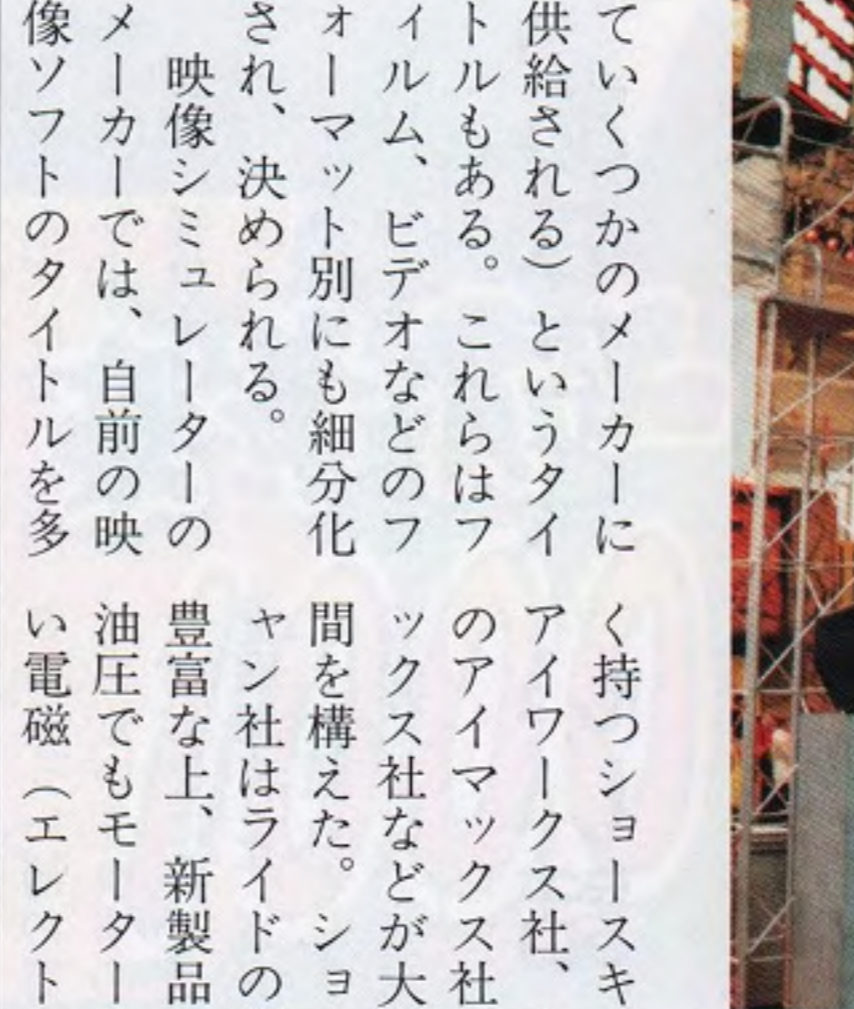 ていくつかのメーカーに
供給される）というタイ
トルもある。これらはフ
ィルム、ビデオなどのフ
ォーマット別にも細分化
され、決められる。
映像シミュレーターの
メーカーでは、自前の映
像ソフトのタイトルを多
く持つショースキ
アイワークス社、
のアイマックス社
ックス社などが大
間を構えた。ショ
ャン社はライドの
豊富な上、新製品
油圧でもモーター
い電磁（エレクト